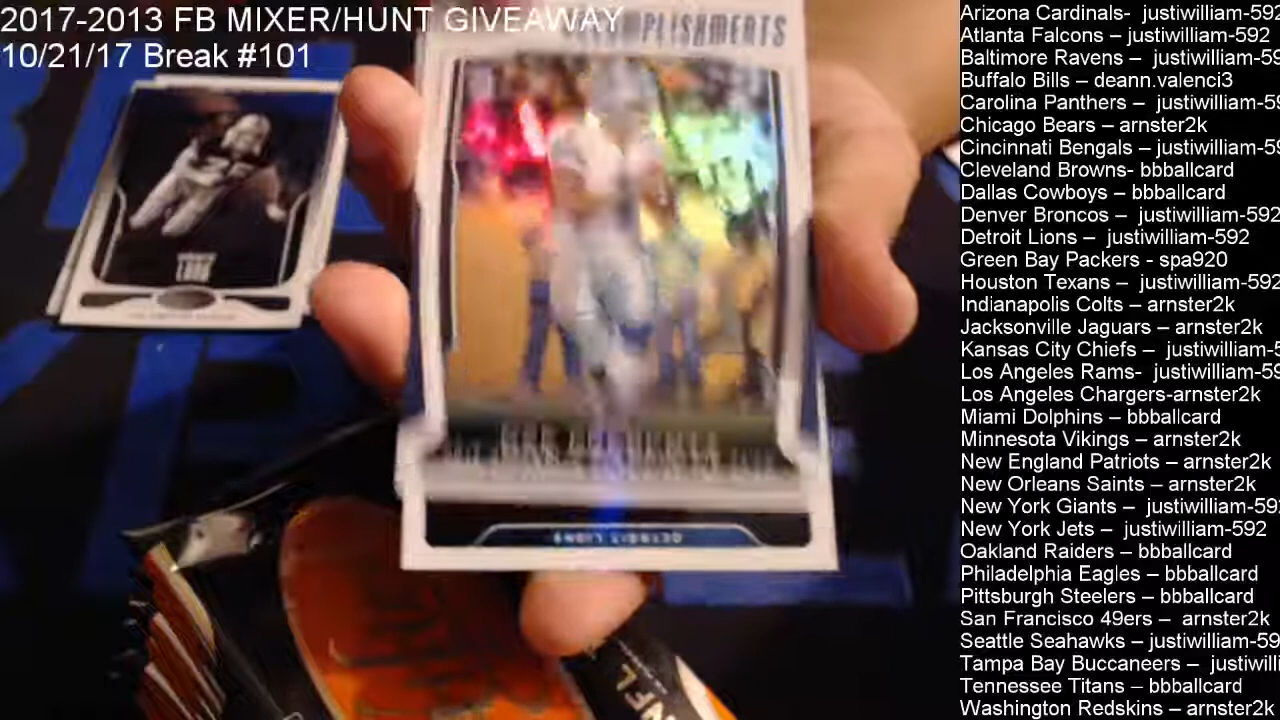 2017-2013 FB MIXER/HUNT GIVEAWAY
10/21/17 Break #101
DETROIT LIONS
NFL
Arizona Cardinals- justiwilliam-592
Atlanta Falcons – justiwilliam-592
Baltimore Ravens – justiwilliam-59
Buffalo Bills – deann.valenci3
Carolina Panthers – justiwilliam-5
Chicago Bears – arnster2k
Cincinnati Bengals – justiwilliam-59
Cleveland Browns- bbballcard
Dallas Cowboys – bbballcard
Denver Broncos – justiwilliam-592
Detroit Lions – justiwilliam-592
Green Bay Packers - spa920
Houston Texans – justiwilliam-592
Indianapolis Colts – arnster2k
Jacksonville Jaguars – arnster2k
Kansas City Chiefs – justiwilliam-5
Los Angeles Rams- justiwilliam-59
Los Angeles Chargers-arnster2k
Miami Dolphins – bbballcard
Minnesota Vikings – arnster2k
New England Patriots – arnster2k
New Orleans Saints – arnster2k
New York Giants – justiwilliam-592
New York Jets – justiwilliam-592
Oakland Raiders – bbballcard
Philadelphia Eagles – bbballcard
Pittsburgh Steelers – bbballcard
San Francisco 49ers – arnster2k
Seattle Seahawks – justiwilliam-59
Tampa Bay Buccaneers – justiwilli
Tennessee Titans – bbballcard
Washington Redskins – arnster2k